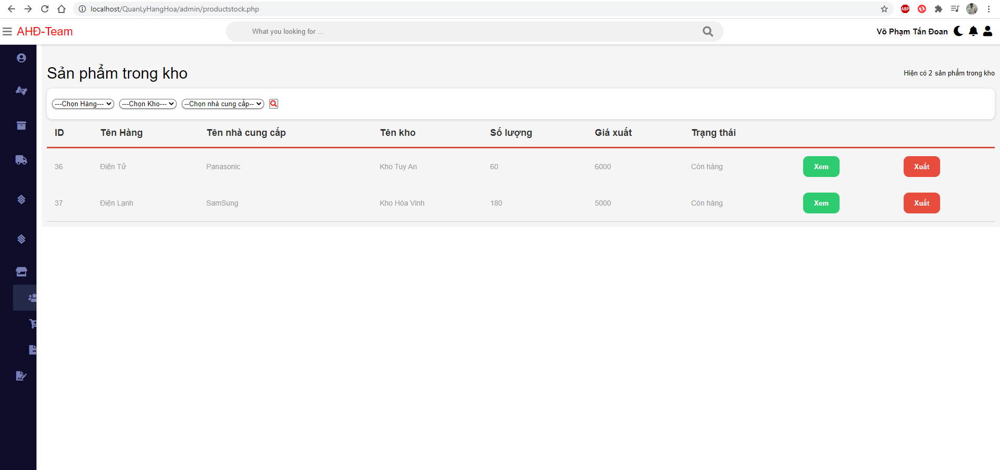 localhost/QuanLyHangHoa/admin/productstock.php
ABP
AHĐ-Team
What you looking for ...
Võ Phạm Tấn Đoan
Sản phẩm trong kho
Hiện có 2 sản phẩm trong kho
---Chọn Hàng--- ---Chọn Kho--- --Chọn nhà cung cấp--
ID Tên Hàng Tên nhà cung cấp Tên kho Số lượng Giá xuất Trạng thái
36 Điện Tử Panasonic Kho Tuy An 60 6000 Còn hàng Xem Xuất
37 Điện Lạnh SamSung Kho Hòa Vinh 180 5000 Còn hàng Xem Xuất